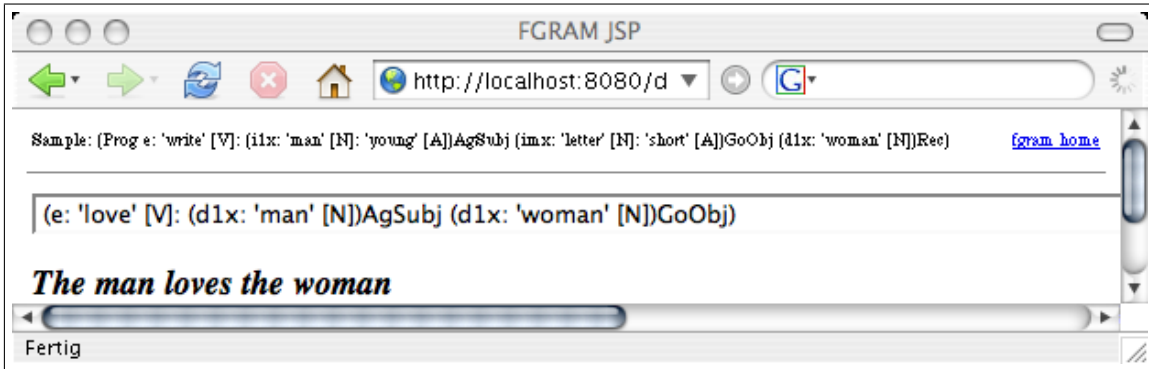 FGRAM JSP
http://localhost:8080/d
G
Sample: (Prog e: 'write' [V]: (i1x: 'man' [N]: 'young' [A])AgSubj (imx: 'letter' [N]: 'short' [A])GoObj (d1x: 'woman' [N])Rec) fgram home
(e: 'love' [V]: (d1x: 'man' [N])AgSubj (d1x: 'woman' [N])GoObj)
The man loves the woman
Fertig